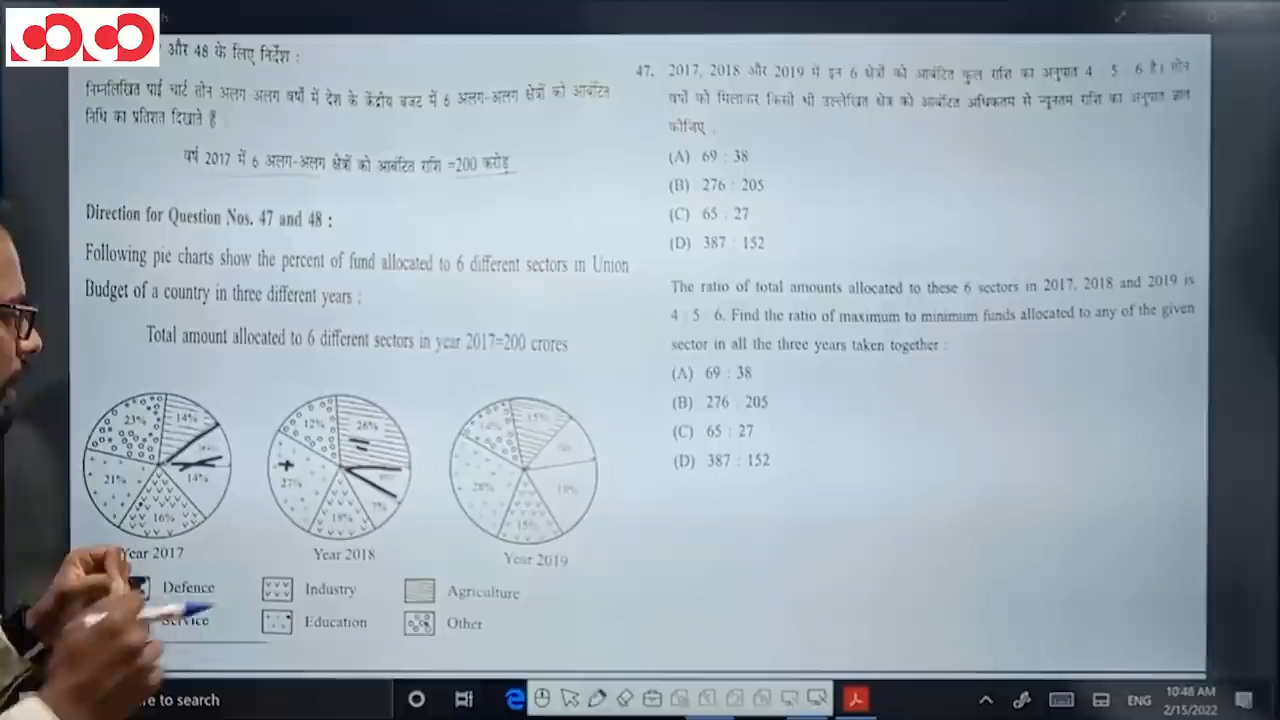 और 48 के लिए निर्देश :
निम्नलिखित पाई चार्ट तीन अलग अलग वर्षों में देश के केंद्रीय बजट में 6 अलग-अलग क्षेत्रों को आबंटित
निधि का प्रतिशत दिखाते हैं
वर्ष 2017 में 6 अलग-अलग क्षेत्रों को आबंटित राशि =200 करोड़
Direction for Question Nos. 47 and 48 :
Following pie charts show the percent of fund allocated to 6 different sectors in Union
Budget of a country in three different years :
Total amount allocated to 6 different sectors in year 2017=200 crores
23% 14%
21% 14%
16%
Year 2017
12% 26%
27%
18% 7%
Year 2018
14% 15%
28% 19%
15%
Year 2019
Defence Industry Agriculture
Service Education Other
47. 2017, 2018 और 2019 में इन 6 क्षेत्रों को आबंटित कुल राशि का अनुपात 4 : 5 : 6 है। तीन
वर्षों को मिलाकर किसी भी उल्लेखित क्षेत्र को आबंटित अधिकतम से न्यूनतम राशि का अनुपात ज्ञात
कीजिए :
(A) 69 : 38
(B) 276 : 205
(C) 65 : 27
(D) 387 : 152
The ratio of total amounts allocated to these 6 sectors in 2017, 2018 and 2019 is
4 : 5 : 6. Find the ratio of maximum to minimum funds allocated to any of the given
sector in all the three years taken together :
(A) 69 : 38
(B) 276 : 205
(C) 65 : 27
(D) 387 : 152
e to search
ENG
10:48 AM
2/15/2022